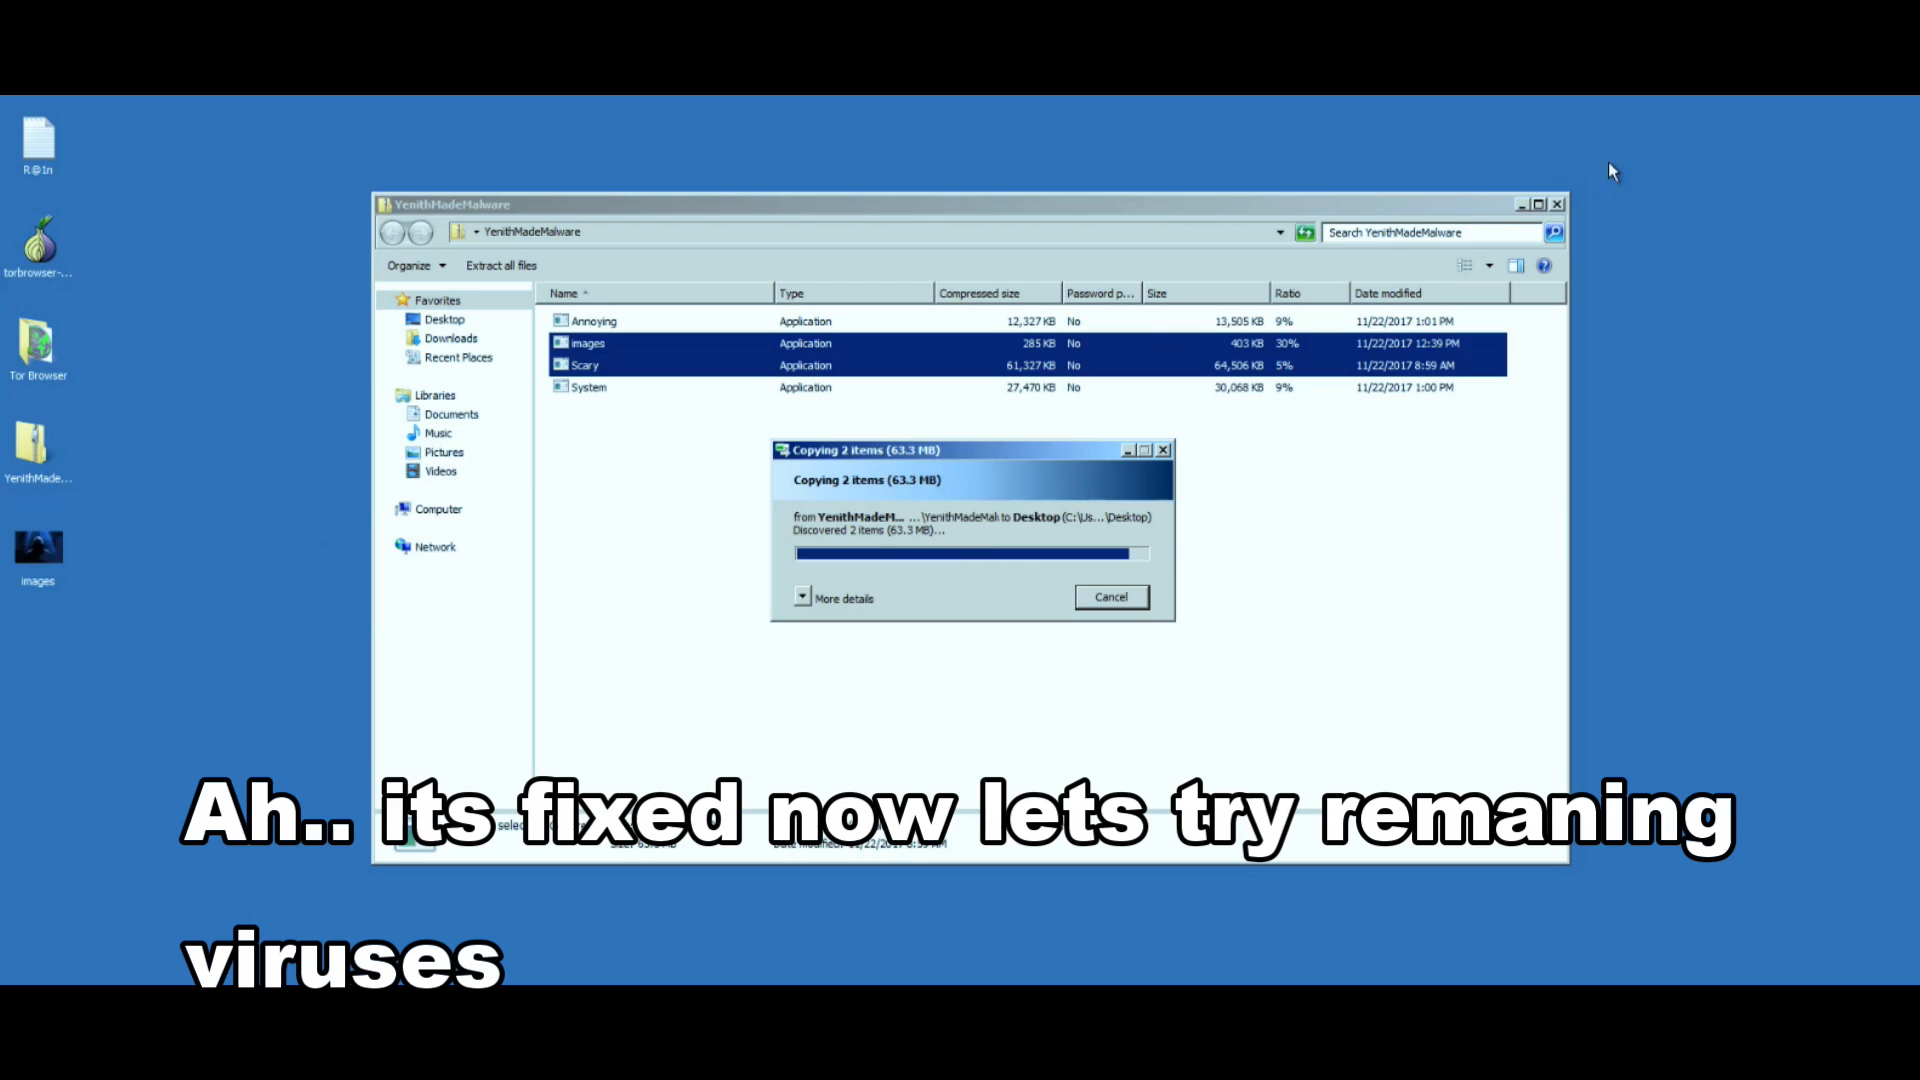 R@1n
torbrowser-...
Tor Browser
YenithMade...
images
YenithMadeMalware
YenithMadeMalware
Search YenithMadeMalware
Organize
Extract all files
Favorites
Desktop
Downloads
Recent Places
Libraries
Documents
Music
Pictures
Videos
Computer
Network
Name Type Compressed size Password p... Size Ratio Date modified
Annoying Application 12,327 KB No 13,505 KB 9% 11/22/2017 1:01 PM
images Application 285 KB No 403 KB 30% 11/22/2017 12:39 PM
Scary Application 61,327 KB No 64,506 KB 5% 11/22/2017 8:59 AM
System Application 27,470 KB No 30,068 KB 9% 11/22/2017 1:00 PM
Copying 2 items (63.3 MB)
Copying 2 items (63.3 MB)
from YenithMadeM... ...\YenithMadeMal to Desktop (C:\Us...\Desktop)
Discovered 2 items (63.3 MB)...
More details
Cancel
Ah.. its fixed now lets try remaning
viruses